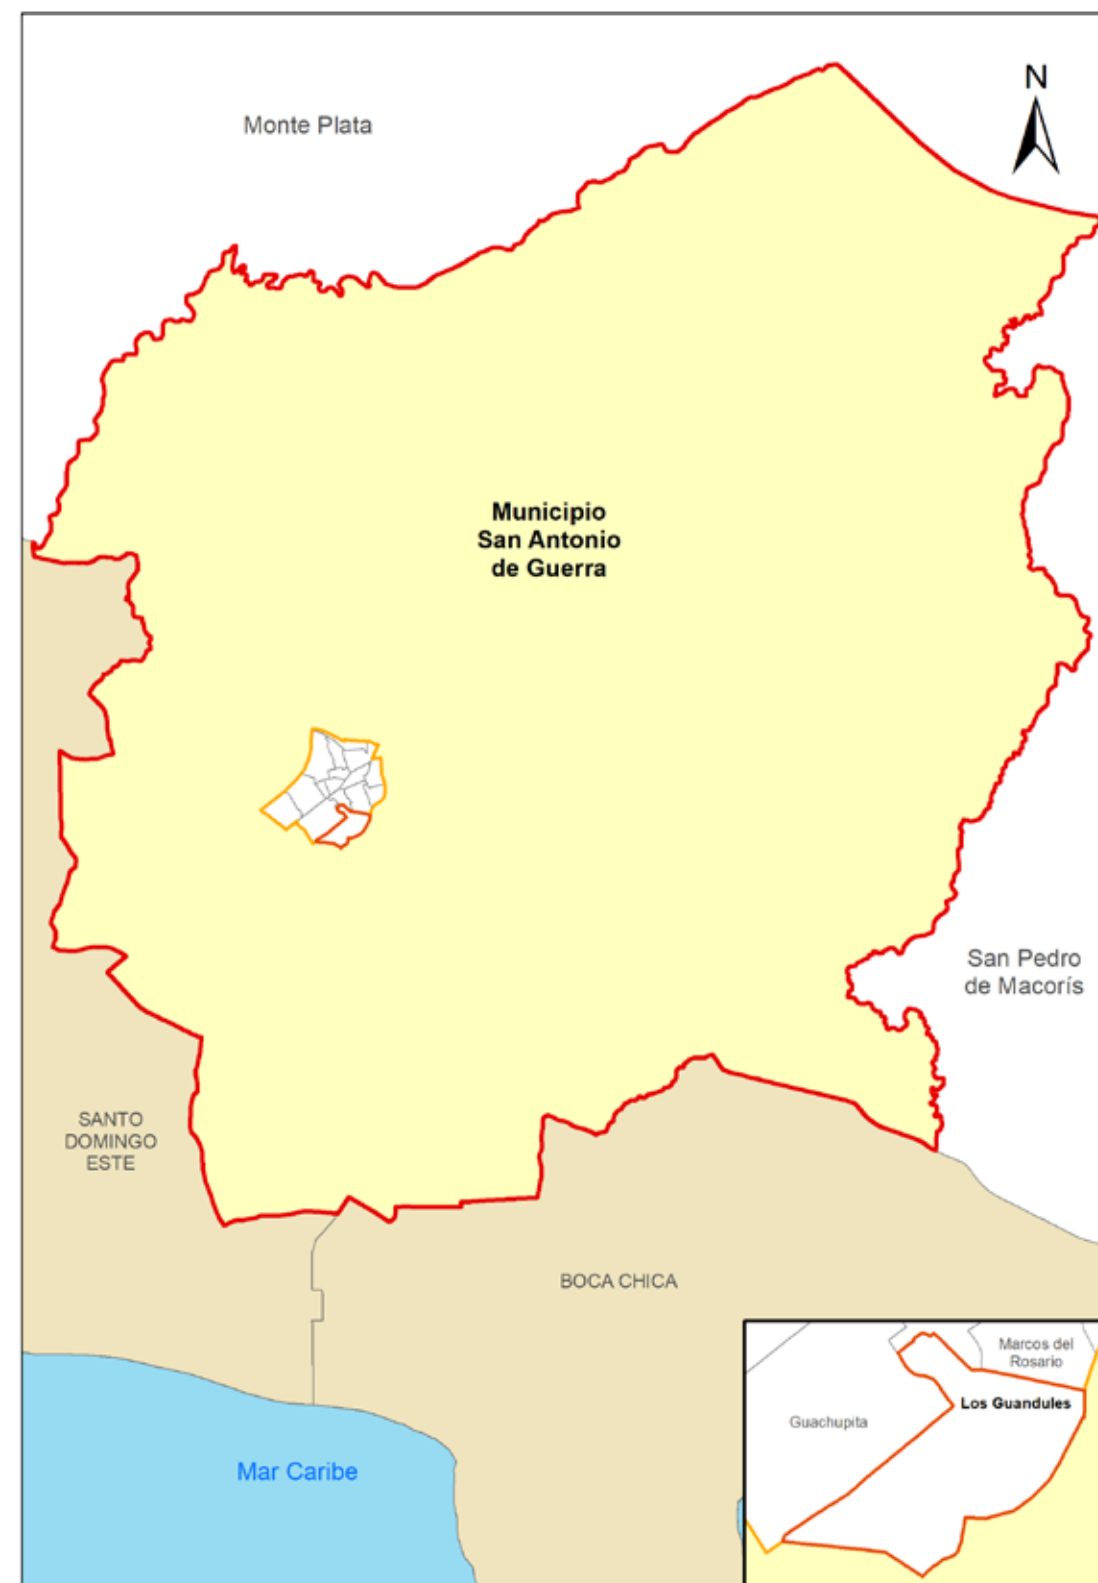 N
Monte Plata
Municipio
San Antonio
de Guerra
San Pedro
de Macorís
SANTO
DOMINGO
ESTE
BOCA CHICA
Mar Caribe
Marcos del
Rosario
Los Guandules
Guachupita